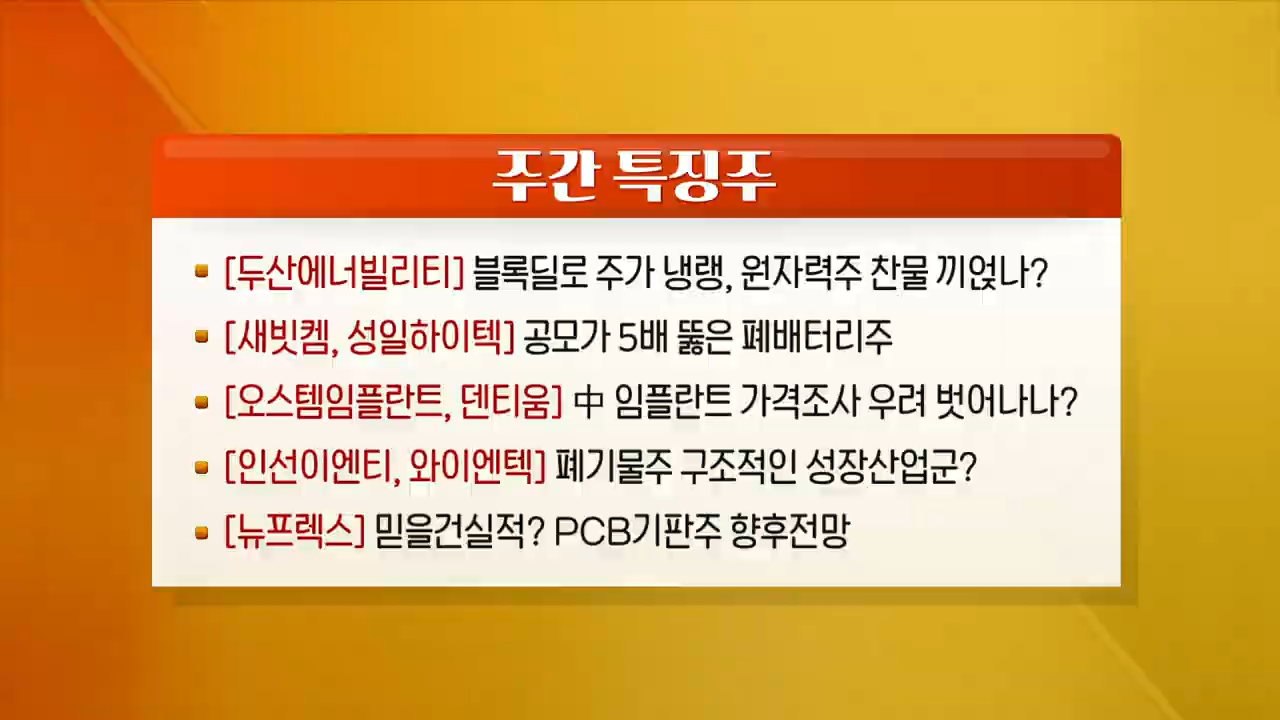 주간 특징주
[두산에너빌리티] 블록딜로 주가 냉랭, 원자력주 찬물 끼얹나?
[새빗켐, 성일하이텍] 공모가 5배 뚫은 폐배터리주
[오스템임플란트, 덴티움] 中 임플란트 가격조사 우려 벗어나나?
[인선이엔티, 와이엔텍] 폐기물주 구조적인 성장산업군?
[뉴프렉스] 믿을건실적? PCB기판주 향후전망